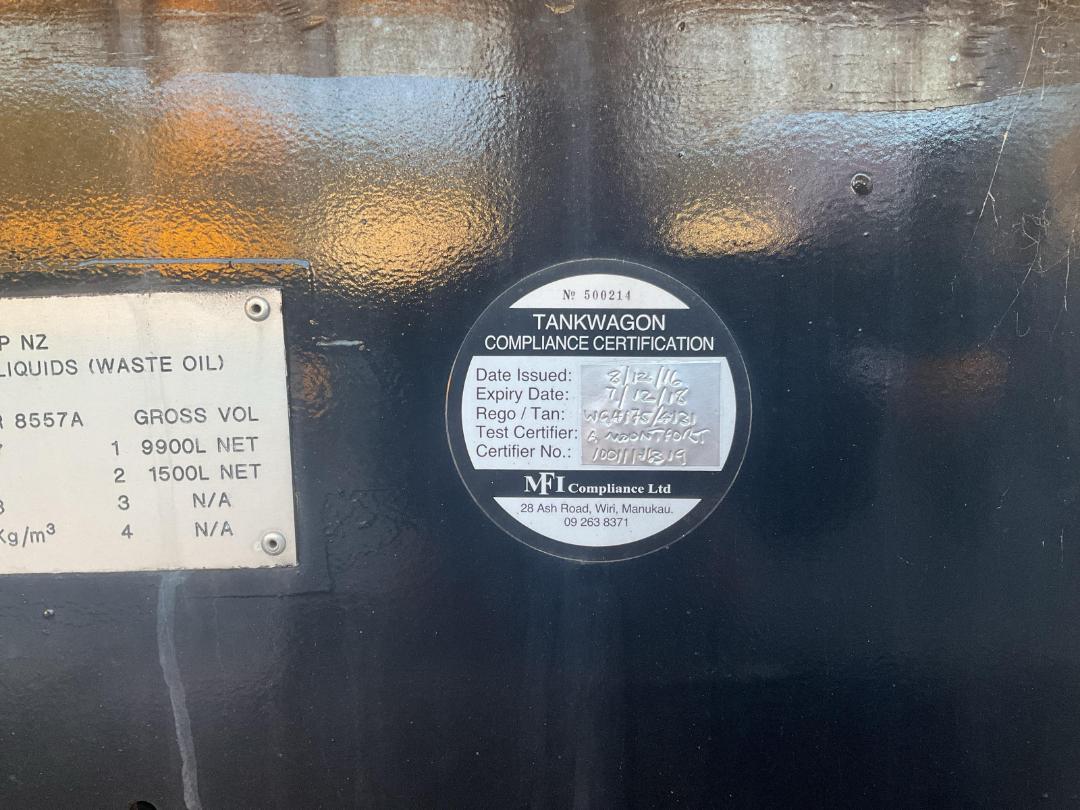 P NZ
LIQUIDS (WASTE OIL)
8557A GROSS VOL
1 9900L NET
2 1500L NET
3 N/A
Kg/m³ 4 N/A
Nº 500214
TANKWAGON
COMPLIANCE CERTIFICATION
Date Issued: 8/12/16
Expiry Date: 7/12/18
Rego / Tan:
Test Certifier:
Certifier No.:
MFI Compliance Ltd
28 Ash Road, Wiri, Manukau.
09 263 8371